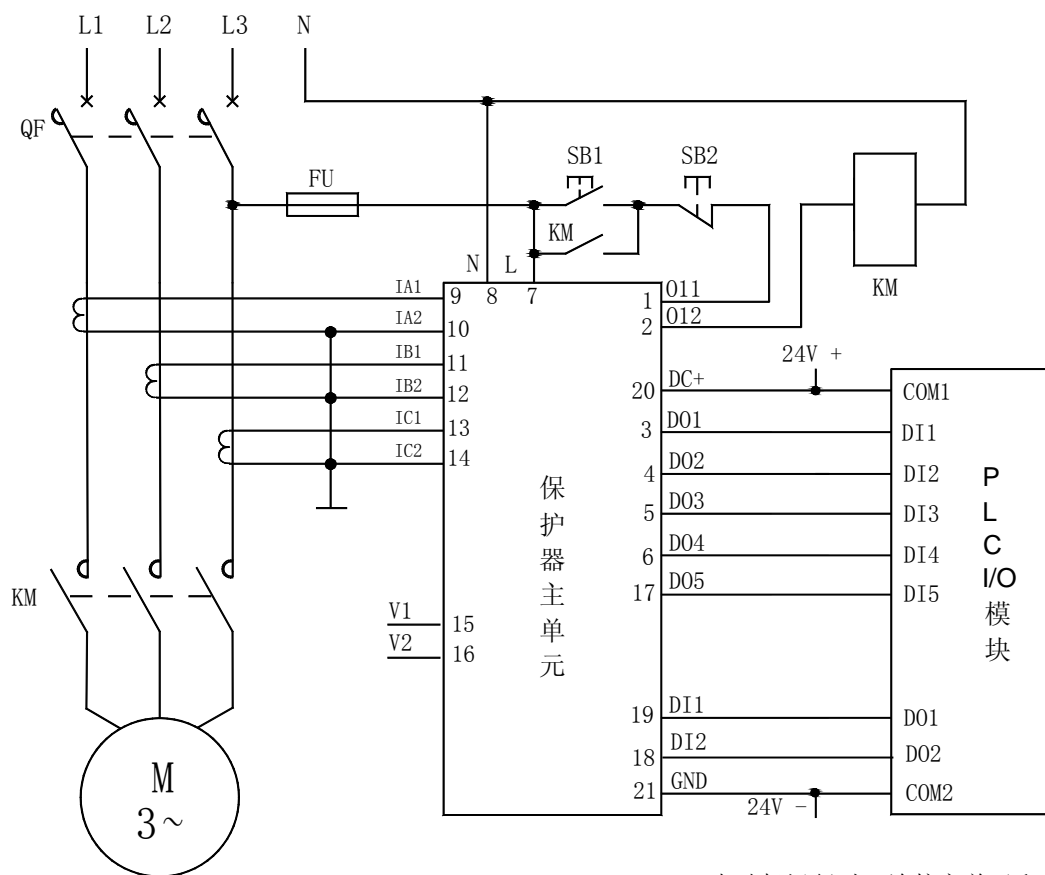 L1 L2 L3 N
QF
FU
SB1 SB2
KM
KM
N L
8 7
IA1 9
IA2 10
IB1 11
IB2 12
IC1 13
IC2 14
V1 15
V2 16
保护器主单元
1 O11
2 O12
24V +
20 DC+ COM1
3 DO1 DI1
4 DO2 DI2
5 DO3 DI3
6 DO4 DI4
17 DO5 DI5
19 DI1 DO1
18 DI2 DO2
21 GND COM2
24V -
PLC
I/O
模块
KM
M
3~